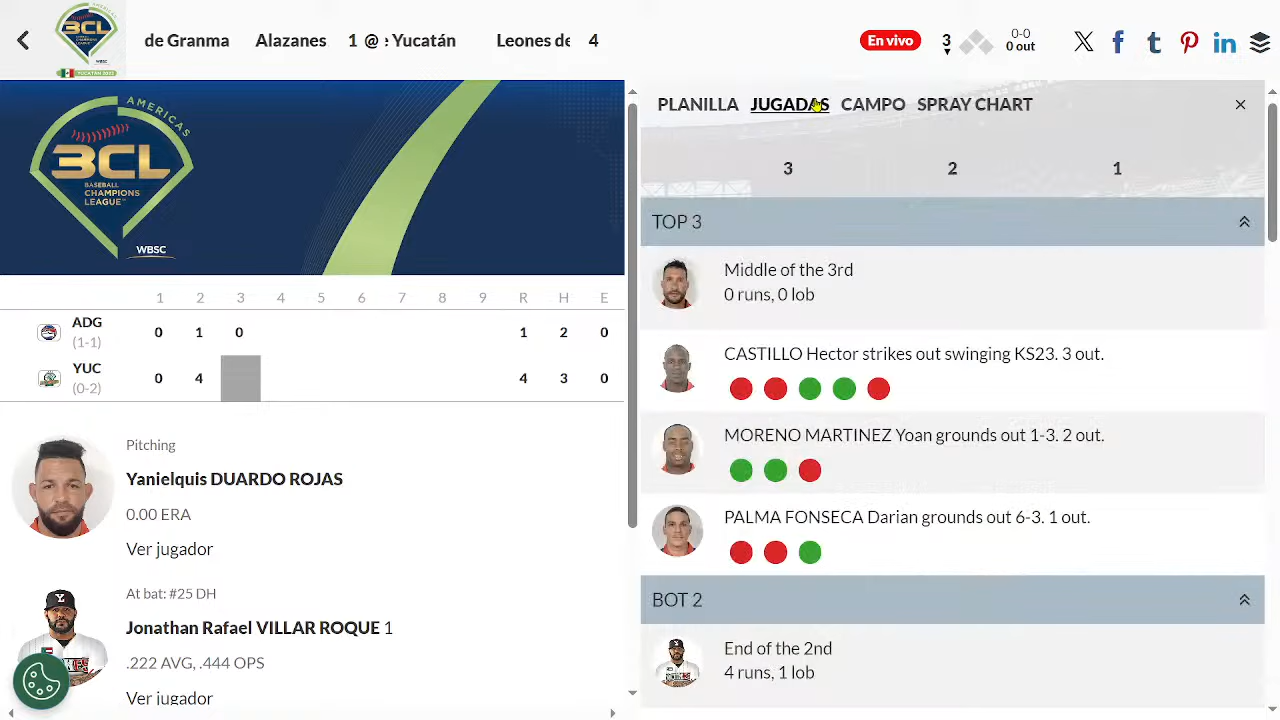 3CL
AMERICAS
WBSC
YUCATÁN 2023
de Granma Alazanes 1 @ : Yucatán Leones de 4
En vivo 3 0-0
0 out
AMERICAS
3CL
BASEBALL
CHAMPIONS
LEAGUE™
WBSC
1 2 3 4 5 6 7 8 9 R H E
ADG 0 1 0 1 2 0
(1-1)
YUC 0 4 4 3 0
(0-2)
Pitching
Yanielquis DUARDO ROJAS
0.00 ERA
Ver jugador
At bat: #25 DH
Jonathan Rafael VILLAR ROQUE 1
.222 AVG, .444 OPS
Ver jugador
PLANILLA JUGADAS CAMPO SPRAY CHART
3 2 1
TOP 3
Middle of the 3rd
0 runs, 0 lob
CASTILLO Hector strikes out swinging KS23. 3 out.
MORENO MARTINEZ Yoan grounds out 1-3. 2 out.
PALMA FONSECA Darian grounds out 6-3. 1 out.
BOT 2
End of the 2nd
4 runs, 1 lob